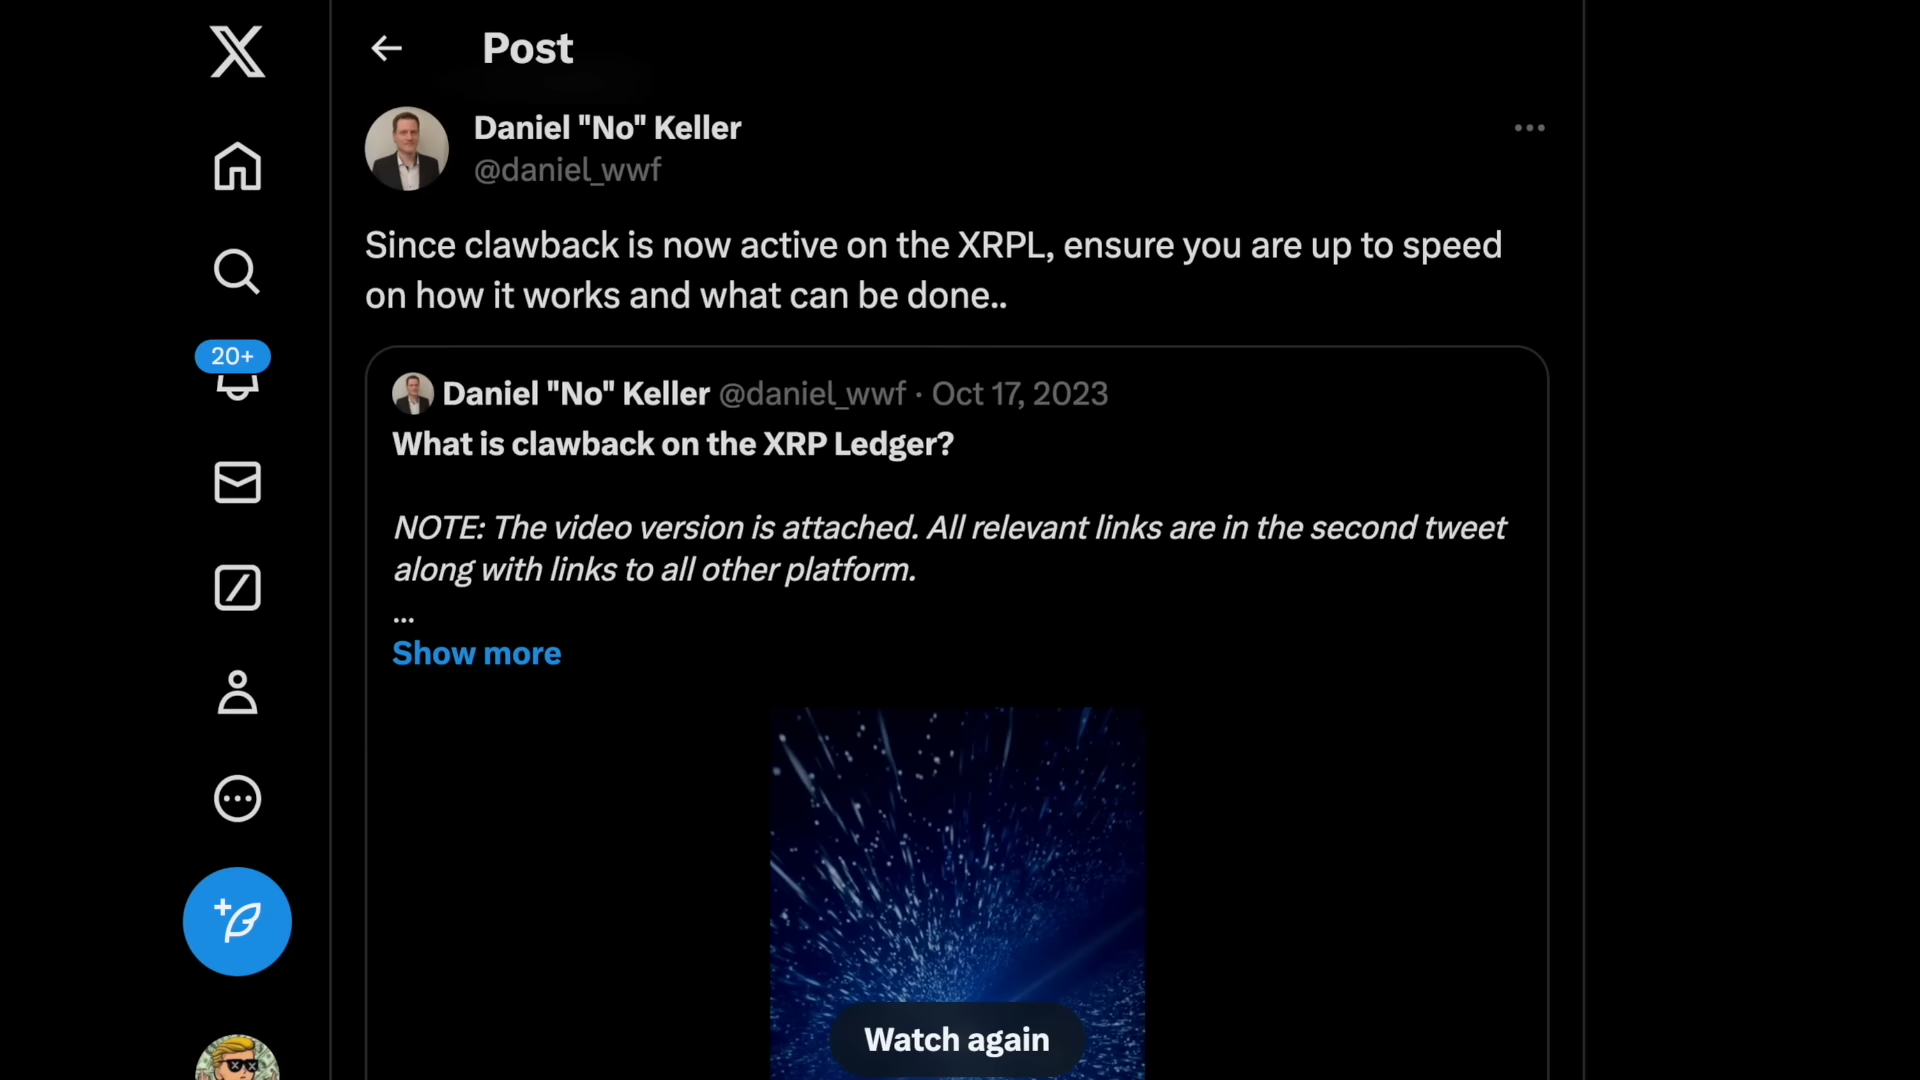 Post
Daniel "No" Keller
@daniel_wwf
Since clawback is now active on the XRPL, ensure you are up to speed
on how it works and what can be done..
20+
Daniel "No" Keller @daniel_wwf · Oct 17, 2023
What is clawback on the XRP Ledger?
NOTE: The video version is attached. All relevant links are in the second tweet
along with links to all other platform.
...
Show more
Watch again